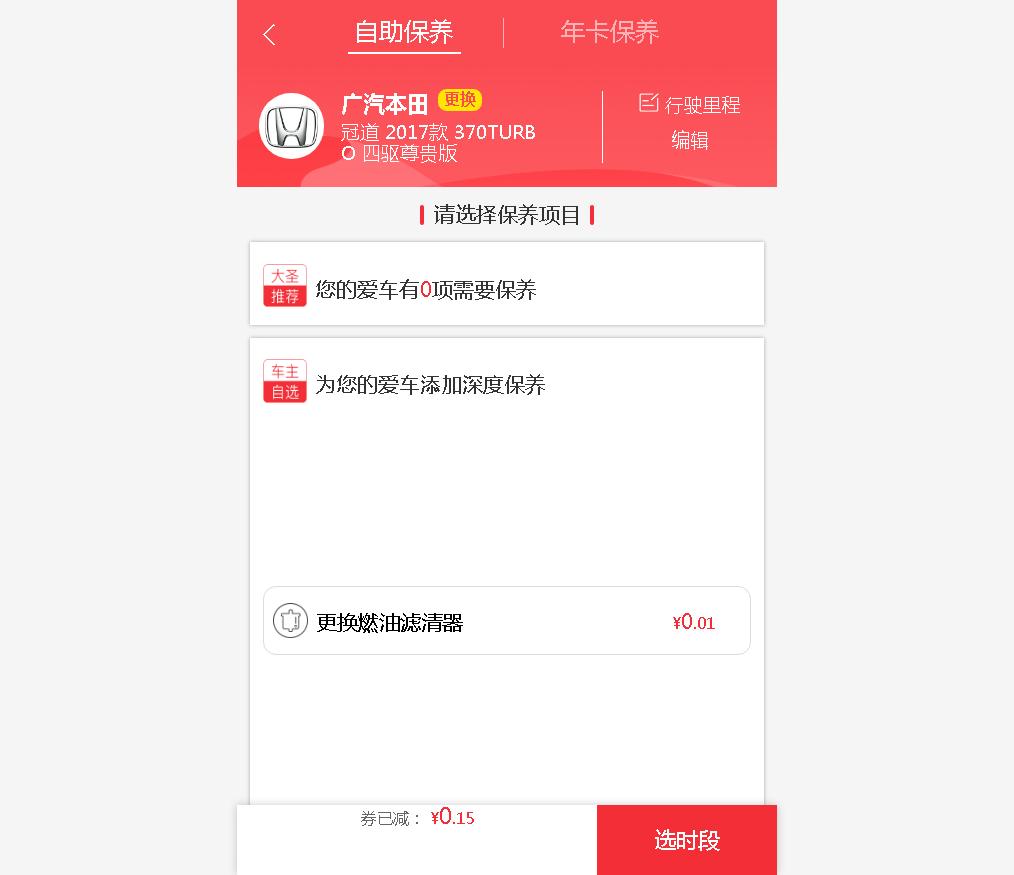 自助保养
年卡保养
广汽本田 更换
冠道 2017款 370TURB
O 四驱尊贵版
行驶里程
编辑
请选择保养项目
大圣
推荐
您的爱车有0项需要保养
车主
自选
为您的爱车添加深度保养
更换燃油滤清器
¥0.01
券已减： ¥0.15
选时段